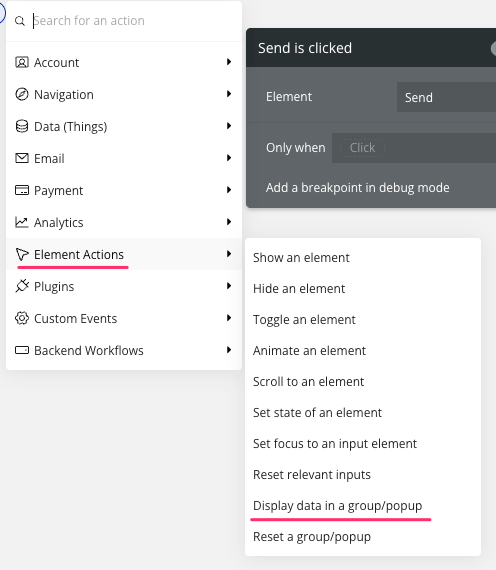 Search for an action
Account
Navigation
Data (Things)
Email
Payment
Analytics
Element Actions
Plugins
Custom Events
Backend Workflows
Send is clicked
Element Send
Only when Click
Add a breakpoint in debug mode
Show an element
Hide an element
Toggle an element
Animate an element
Scroll to an element
Set state of an element
Set focus to an input element
Reset relevant inputs
Display data in a group/popup
Reset a group/popup